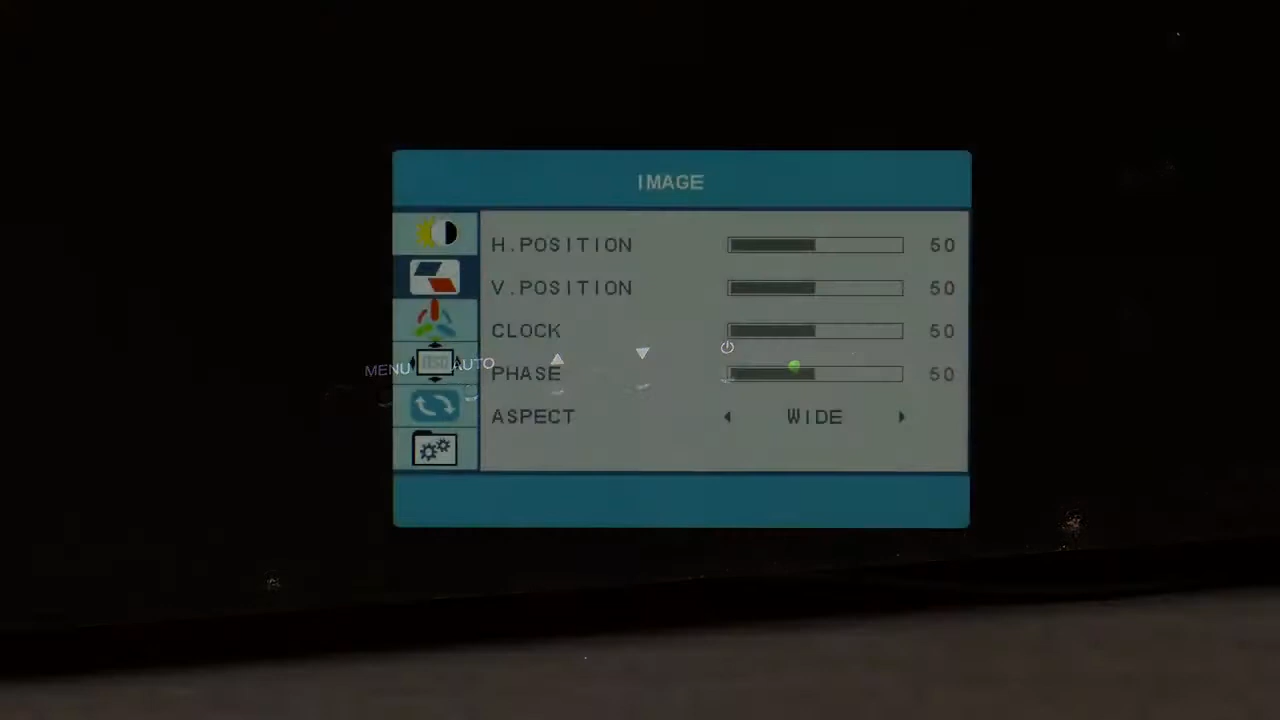 IMAGE
H.POSITION 50
V.POSITION 50
CLOCK 50
MENU AUTO
PHASE 50
ASPECT WIDE